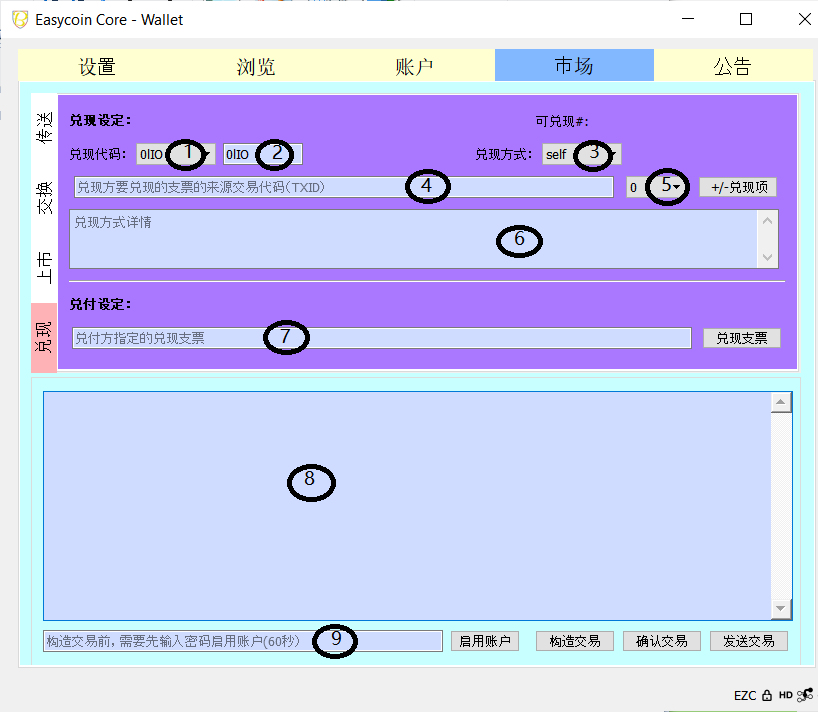 Easycoin Core - Wallet
设置 浏览 账户 市场 公告
传送
交换
上市
兑现
兑现设定: 可兑现#:
兑现代码: 0lIO 1 0lIO 2 兑现方式: self 3
兑现方要兑现的支票的来源交易代码(TXID) 4 0 5 +/-兑现项
兑现方式详情 6
兑付设定:
兑付方指定的兑现支票 7 兑现支票
8
构造交易前, 需要先输入密码启用账户(60秒) 9 启用账户 构造交易 确认交易 发送交易
EZC HD